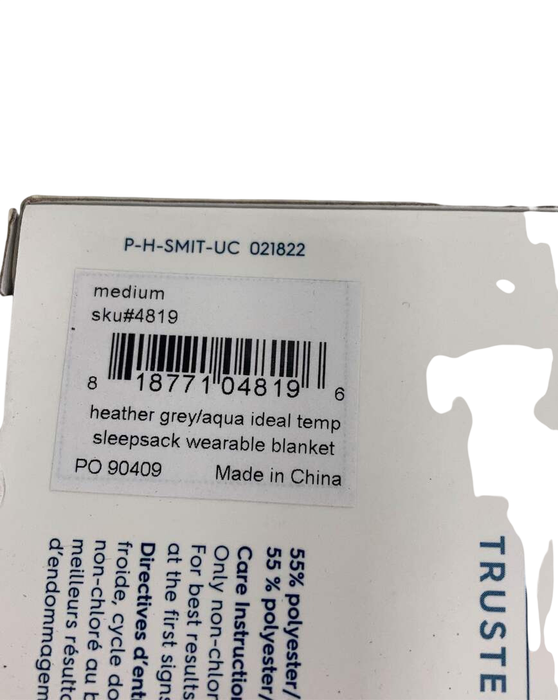 P-H-SMIT-UC 021822
medium
sku#4819
8 18771 04819 6
heather grey/aqua ideal temp
sleepsack wearable blanket
PO 90409 Made in China
55% polyester/
55 % polyester/
Care Instruction
Only non-chlor
For best results
at the first sign
Directives d'ent
froide, cycle do
non-chloré au b
meilleurs résulta
d'endommagem
TRUSTE